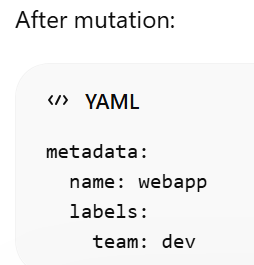 After mutation:
</> YAML
metadata:
  name: webapp
  labels:
    team: dev